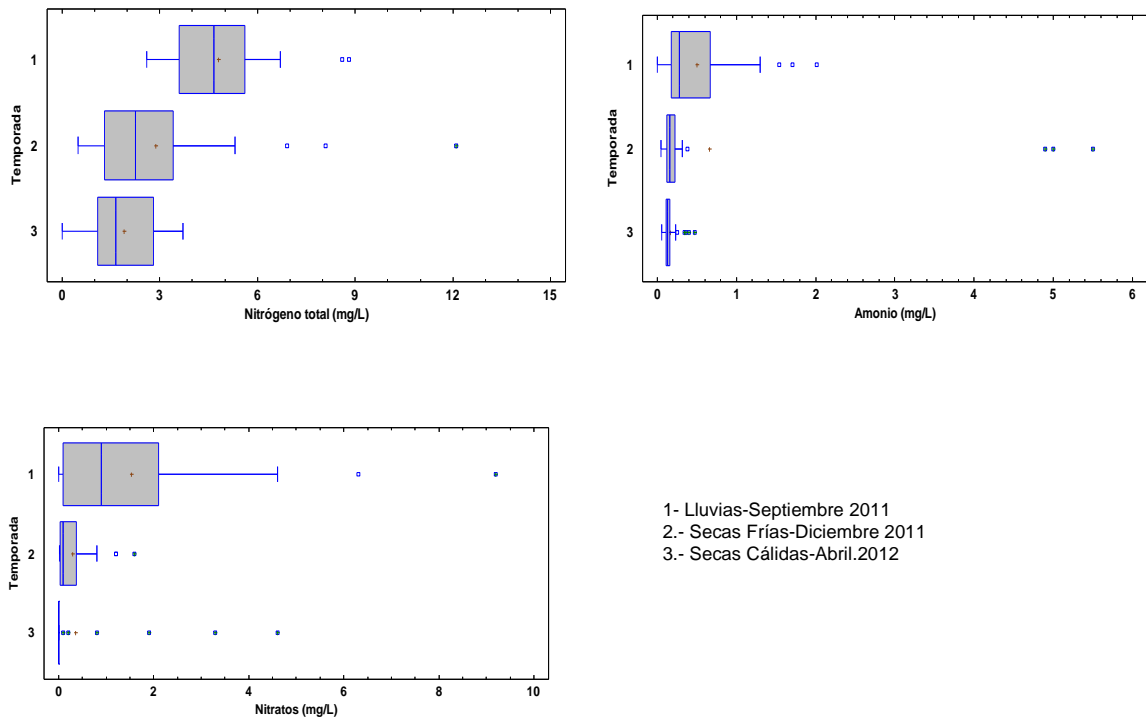 Temporada
1
2
3
0 3 6 9 12 15
Nitrógeno total (mg/L)
Temporada
1
2
3
0 1 2 3 4 5 6
Amonio (mg/L)
Temporada
1
2
3
0 2 4 6 8 10
Nitratos (mg/L)
1- Lluvias-Septiembre 2011
2.- Secas Frías-Diciembre 2011
3.- Secas Cálidas-Abril.2012